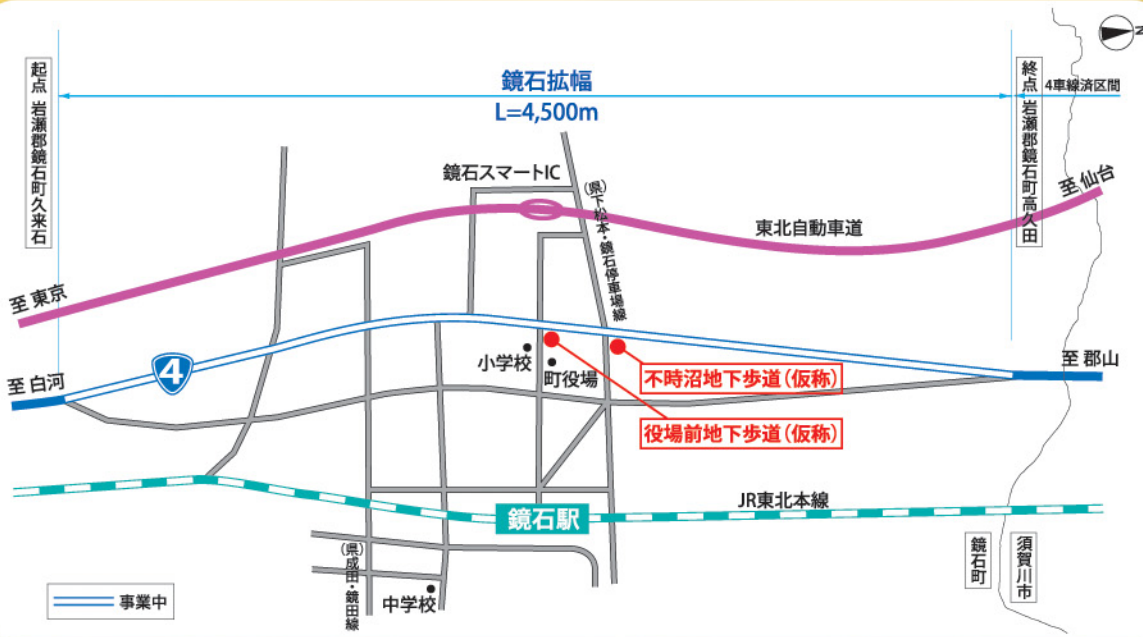 N
起点 岩瀬郡鏡石町久来石
鏡石拡幅
L=4,500m
終点 岩瀬郡鏡石町高久田
4車線済区間
鏡石スマートIC
(県)下松本・鏡石停車場線
至 仙台
東北自動車道
至 東京
4
至 白河
小学校
町役場
不時沼地下歩道(仮称)
至 郡山
役場前地下歩道(仮称)
JR東北本線
鏡石駅
鏡石町
須賀川市
(県)成田・鏡田線
中学校
事業中